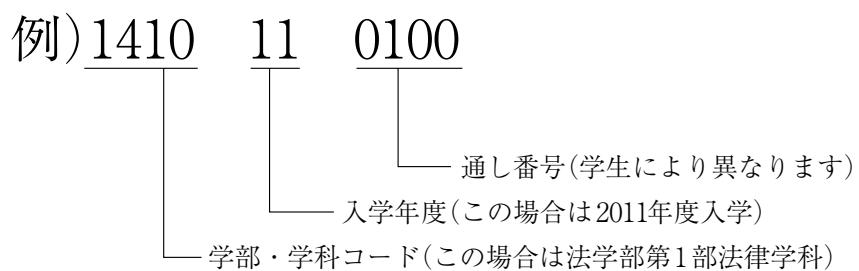 例)1410 11 0100
通し番号(学生により異なります)
入学年度(この場合は2011年度入学)
学部・学科コード(この場合は法学部第1部法律学科)